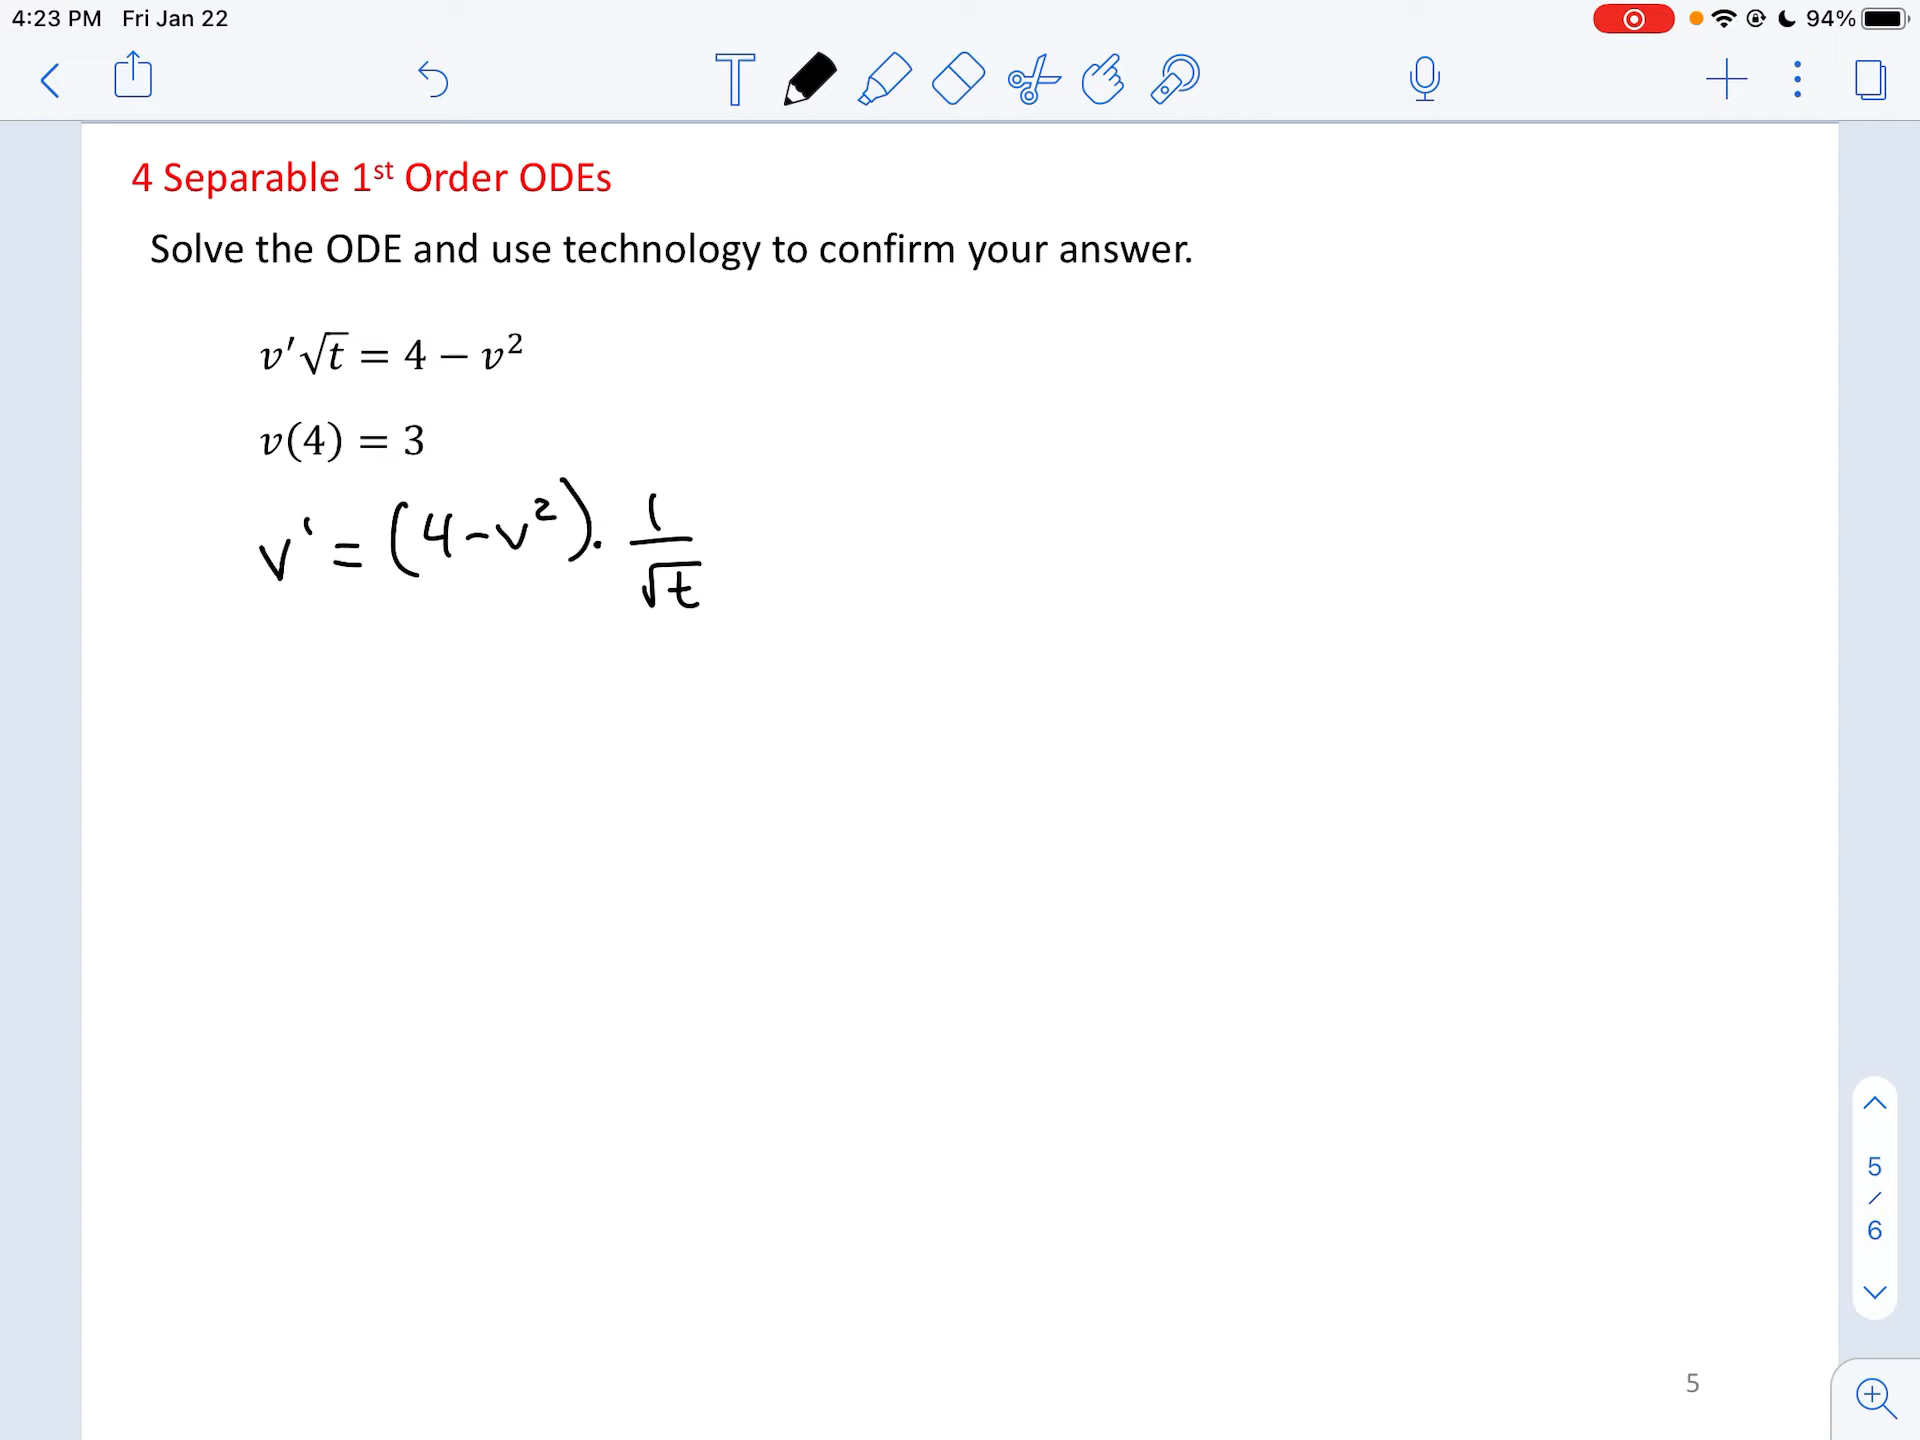 4:23 PM Fri Jan 22 94%
4 Separable 1st Order ODEs
Solve the ODE and use technology to confirm your answer.
v′√t = 4 − v²
v(4) = 3
v' = (4-v²). 1/√t
5
/
6
5